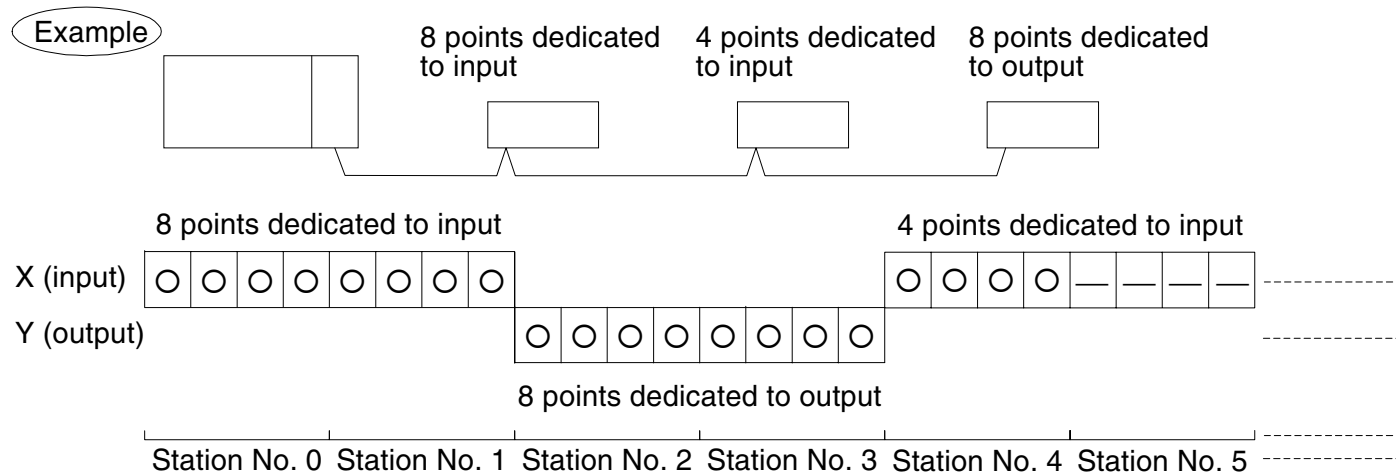 Example
8 points dedicated
to input
4 points dedicated
to input
8 points dedicated
to output
8 points dedicated to input
4 points dedicated to input
X (input)
Y (output)
8 points dedicated to output
Station No. 0 Station No. 1 Station No. 2 Station No. 3 Station No. 4 Station No. 5